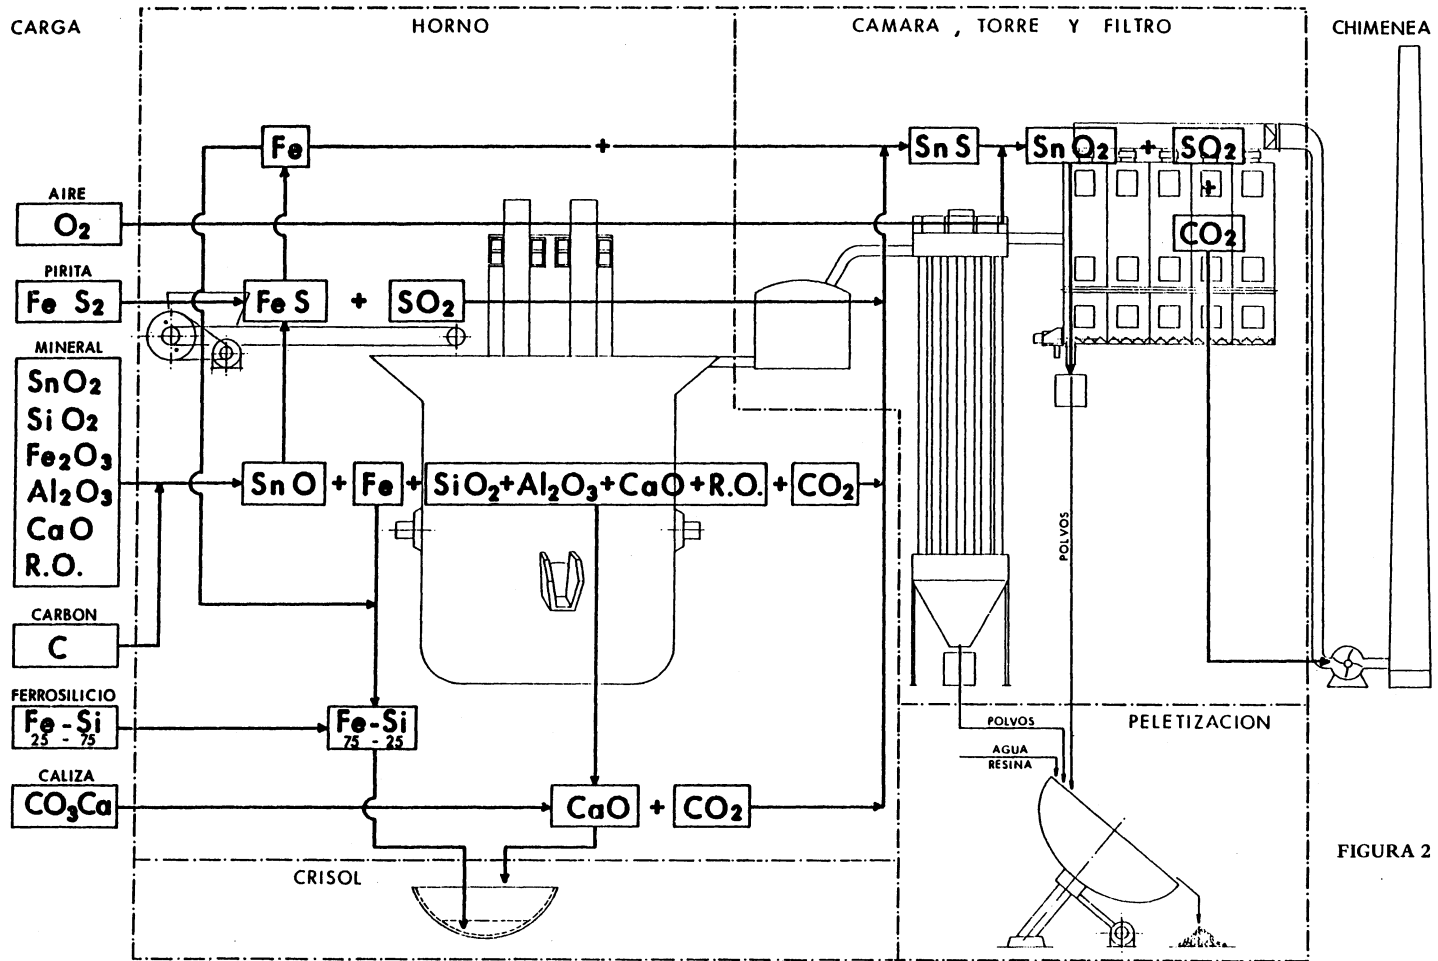 CARGA
HORNO
CAMARA , TORRE Y FILTRO
CHIMENEA
Fe
+
SnS
SnO2 + SO2
+
CO2
AIRE
O2
PIRITA
Fe S2
FeS + SO2
MINERAL
SnO2
SiO2
Fe2O3
Al2O3
CaO
R.O.
SnO + Fe + SiO2+Al2O3+CaO+R.O. + CO2
POLVOS
CARBON
C
FERROSILICIO
Fe-Si
25 - 75
Fe-Si
75 - 25
CALIZA
CO3Ca
CaO + CO2
POLVOS
AGUA
RESINA
PELETIZACION
CRISOL
FIGURA 2